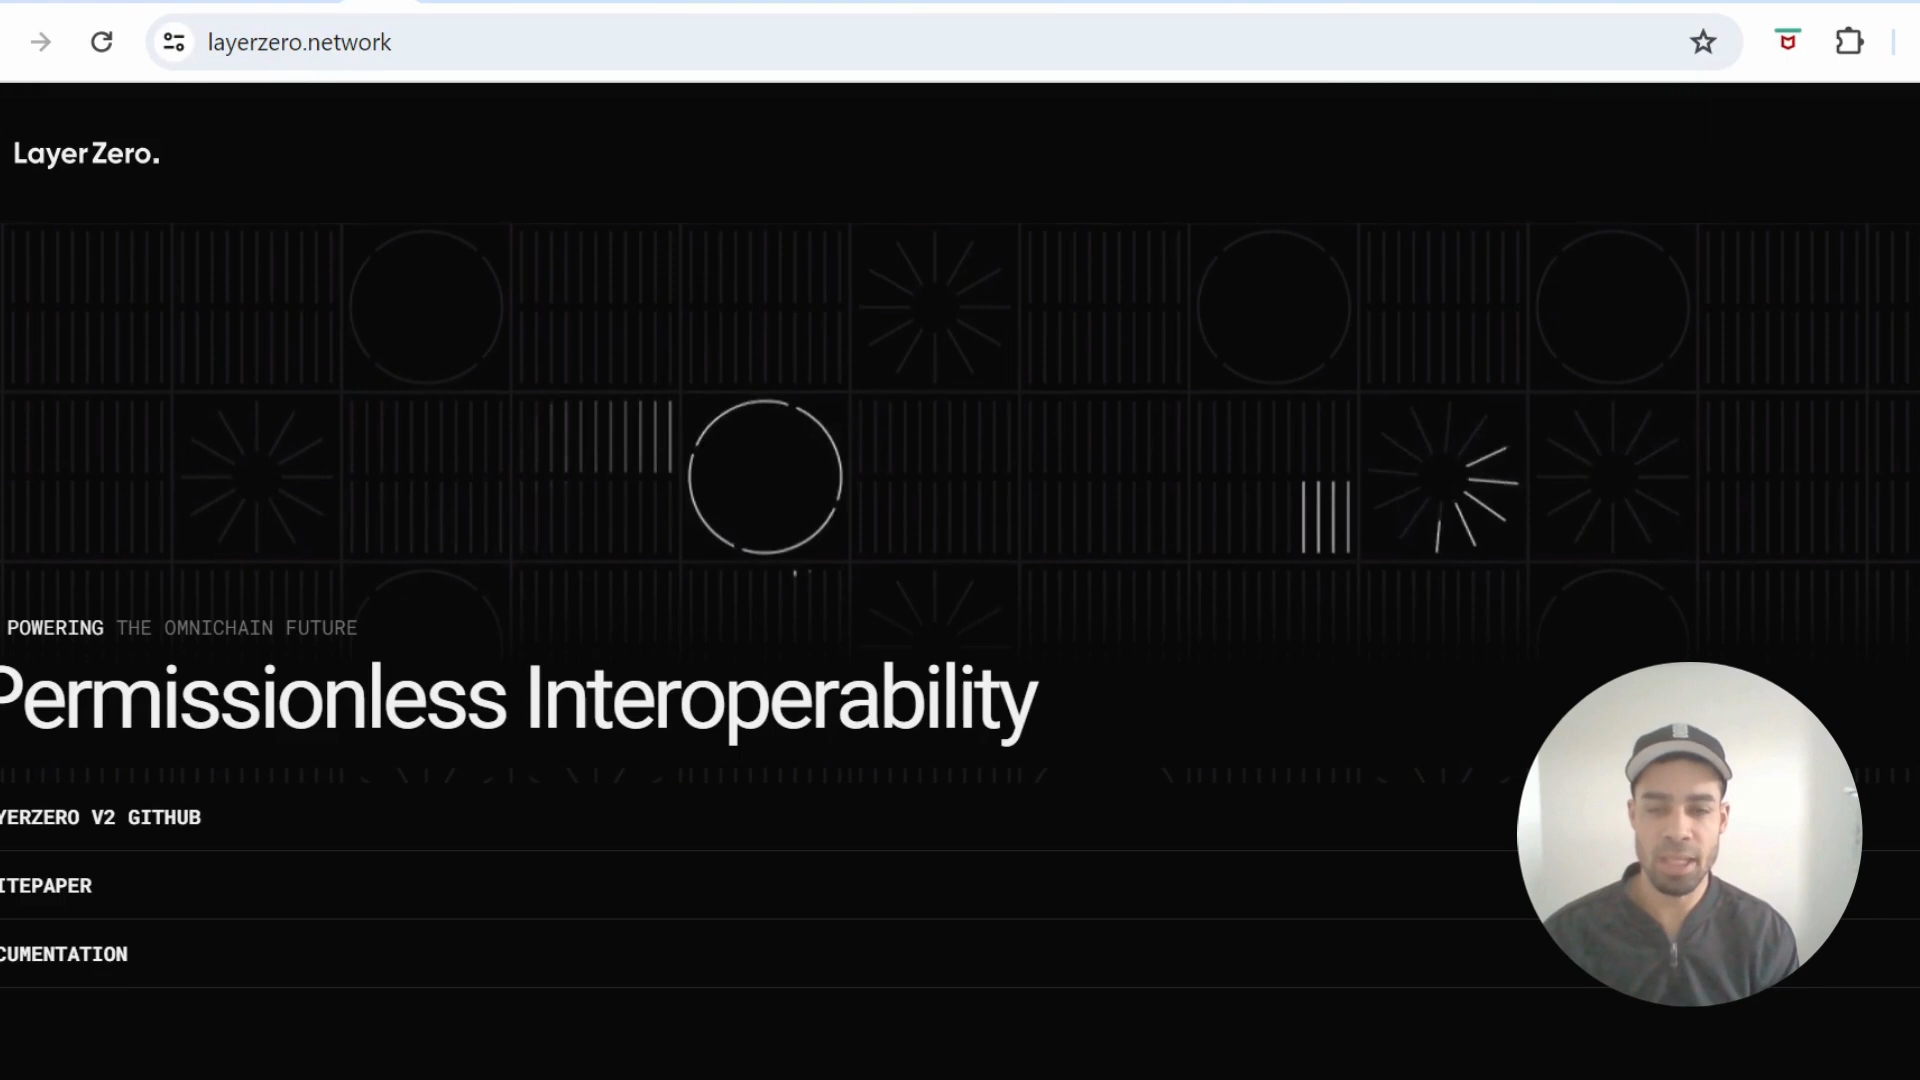 layerzero.network
LayerZero.
POWERING THE OMNICHAIN FUTURE
Permissionless Interoperability
YERZERO V2 GITHUB
ITEPAPER
CUMENTATION